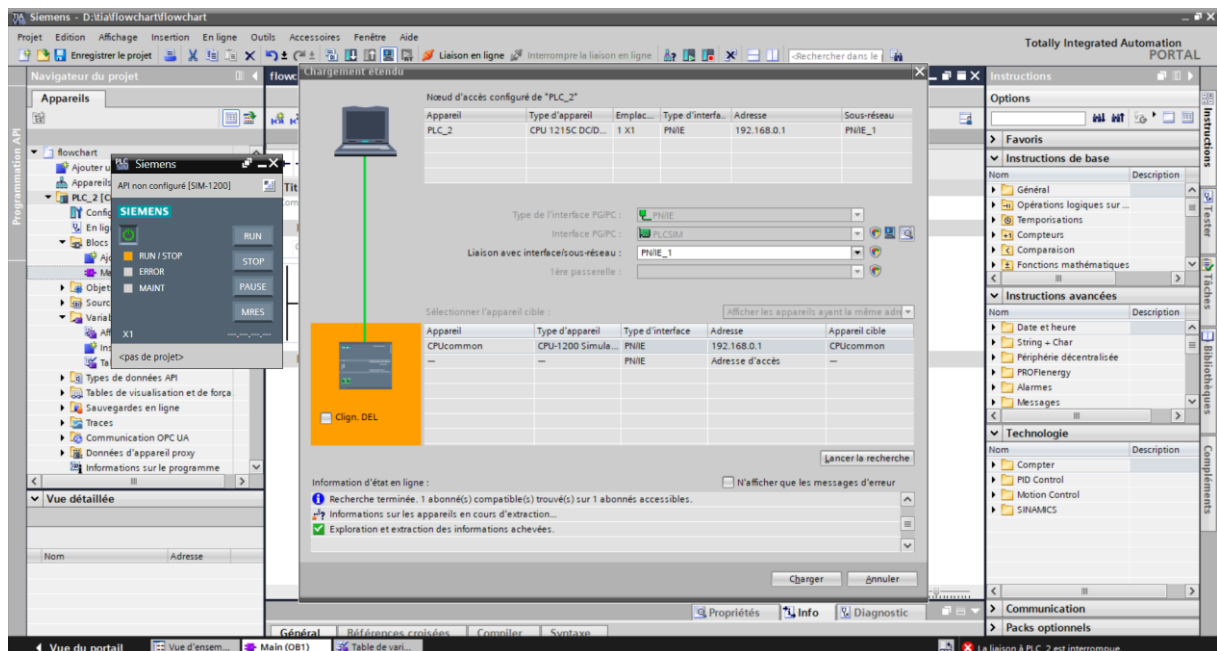 Siemens - D:\tia\flowchart\flowchart
Projet Edition Affichage Insertion En ligne Outils Accessoires Fenêtre Aide
Totally Integrated Automation
PORTAL
Enregistrer le projet
Liaison en ligne
Interrompre la liaison en ligne
<Rechercher dans le
Navigateur du projet
Appareils
Programmation API
flowchart
Ajouter u
Appareils
PLC_2 [C
Config
En lig
Blocs
Ajo
Ma
Objet
Sourc
Variab
Aff
Ins
Ta
Types de données API
Tables de visualisation et de força
Sauvegardes en ligne
Traces
Communication OPC UA
Données d'appareil proxy
Informations sur le programme
Vue détaillée
Nom Adresse
Siemens
API non configuré [SIM-1200]
SIEMENS
RUN / STOP
ERROR
MAINT
RUN
STOP
PAUSE
MRES
X1
<pas de projet>
flowc
Tit
Com
Chargement étendu
Nœud d'accès configuré de "PLC_2"
Appareil Type d'appareil Emplac... Type d'interfa.. Adresse Sous-réseau
PLC_2 CPU 1215C DC/D... 1 X1 PN/IE 192.168.0.1 PN/IE_1
Type de l'interface PG/PC : PN/IE
Interface PG/PC : PLCSIM
Liaison avec interface/sous-réseau : PN/IE_1
1ère passerelle :
Sélectionner l'appareil cible : Afficher les appareils ayant la même adre
Appareil Type d'appareil Type d'interface Adresse Appareil cible
CPUcommon CPU-1200 Simula... PN/IE 192.168.0.1 CPUcommon
— — PN/IE Adresse d'accès —
Clign. DEL
Lancer la recherche
Information d'état en ligne :
N'afficher que les messages d'erreur
Recherche terminée. 1 abonné(s) compatible(s) trouvé(s) sur 1 abonnés accessibles.
Informations sur les appareils en cours d'extraction...
Exploration et extraction des informations achevées.
Charger Annuler
Propriétés Info Diagnostic
Général Références croisées Compiler Syntaxe
Instructions
Options
Favoris
Instructions de base
Nom Description
Général
Opérations logiques sur ...
Temporisations
Compteurs
Comparaison
Fonctions mathématiques
Instructions avancées
Nom Description
Date et heure
String + Char
Périphérie décentralisée
PROFIenergy
Alarmes
Messages
Technologie
Nom Description
Compter
PID Control
Motion Control
SINAMICS
Communication
Packs optionnels
Instructions
Tester
Tâches
Bibliothèques
Compléments
Vue du portail
Vue d'ensem...
Main (OB1)
Table de vari...
La liaison à PLC_2 est interrompue.